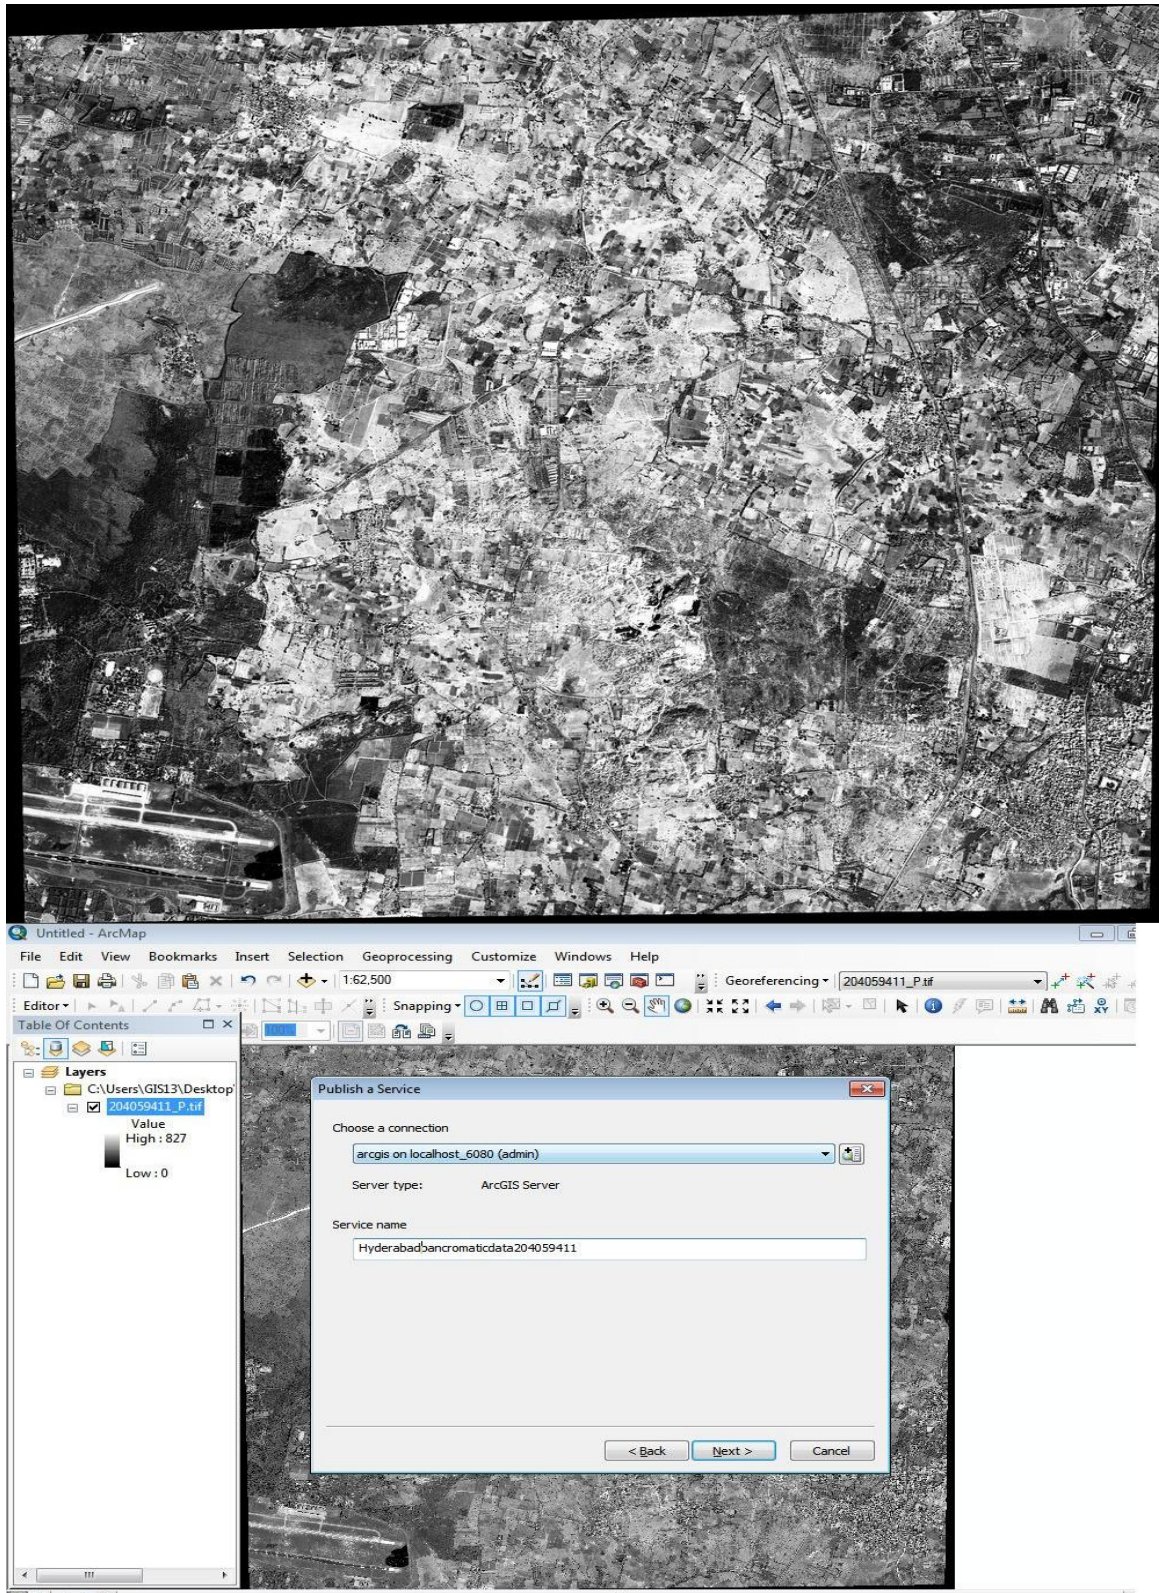 Untitled - ArcMap
File Edit View Bookmarks Insert Selection Geoprocessing Customize Windows Help
1:62,500 Georeferencing 204059411_P.tif
Editor Snapping
Table Of Contents 100%
Layers
C:\Users\GIS13\Desktop
204059411_P.tif
Value
High : 827
Low : 0
Publish a Service
Choose a connection
arcgis on localhost_6080 (admin)
Server type: ArcGIS Server
Service name
Hyderabadpancromaticdata204059411
< Back Next > Cancel